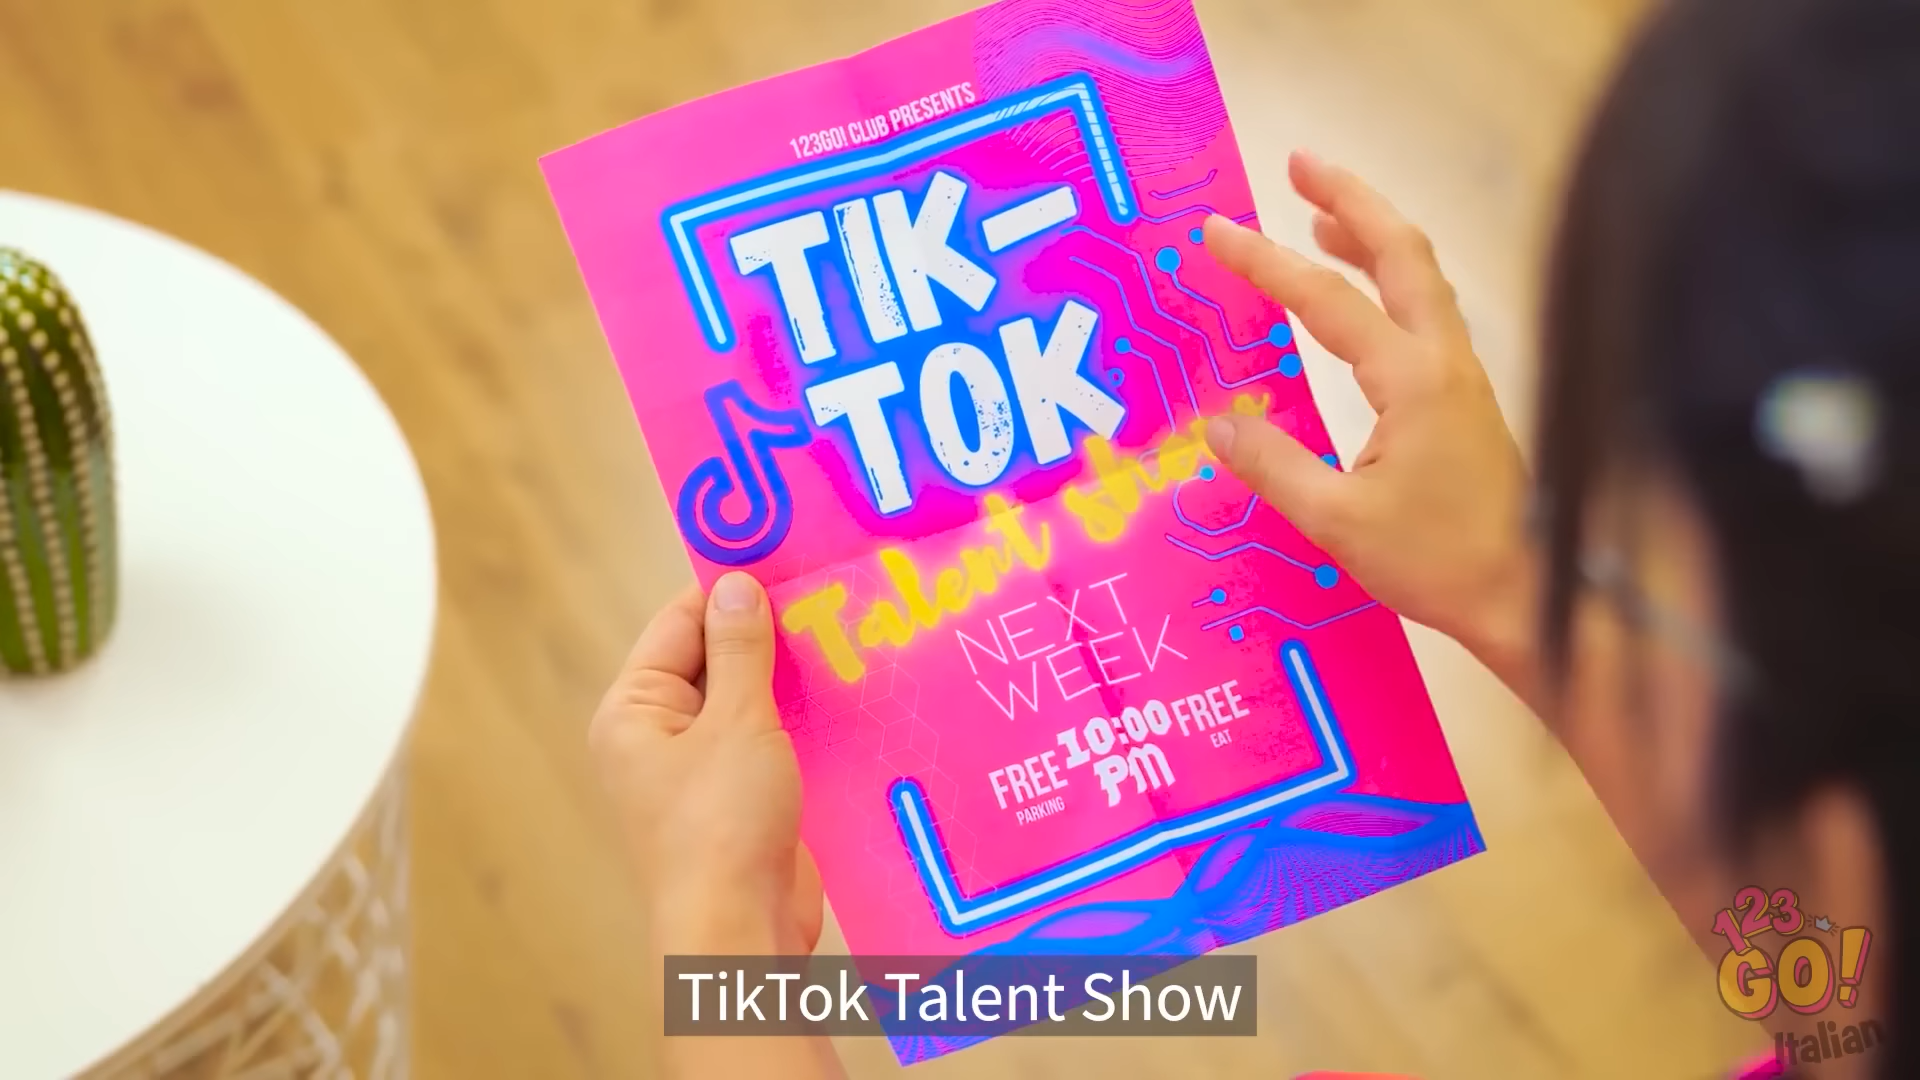 123GO! CLUB PRESENTS
TIK-
TOK
Talent show
NEXT
WEEK
FREE 10:00 FREE
PARKING PM EAT
TikTok Talent Show
123
GO!
Italian